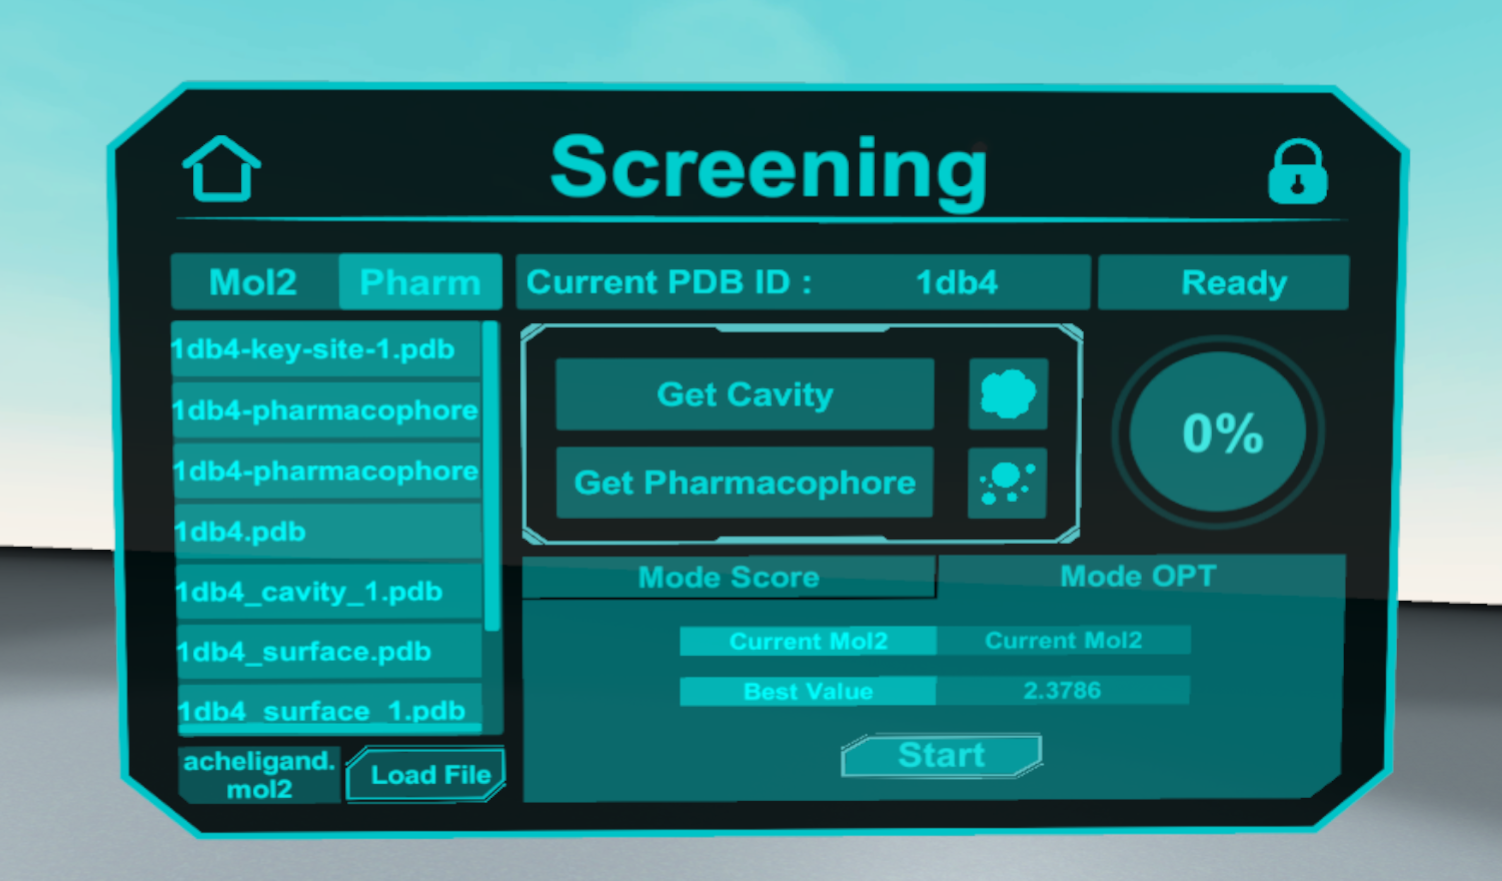 Screening
Mol2 Pharm
Current PDB ID : 1db4
Ready
1db4-key-site-1.pdb
1db4-pharmacophore
1db4-pharmacophore
1db4.pdb
1db4_cavity_1.pdb
1db4_surface.pdb
1db4_surface_1.pdb
acheligand.
mol2
Load File
Get Cavity
Get Pharmacophore
0%
Mode Score
Mode OPT
Current Mol2 Current Mol2
Best Value 2.3786
Start